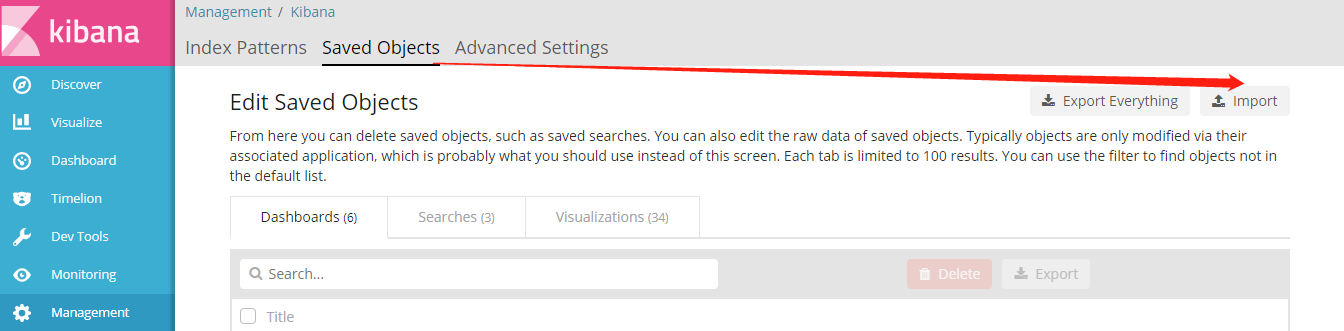 kibana
Discover
Visualize
Dashboard
Timelion
Dev Tools
Monitoring
Management
Management / Kibana
Index Patterns Saved Objects Advanced Settings
Edit Saved Objects
Export Everything Import
From here you can delete saved objects, such as saved searches. You can also edit the raw data of saved objects. Typically objects are only modified via their
associated application, which is probably what you should use instead of this screen. Each tab is limited to 100 results. You can use the filter to find objects not in
the default list.
Dashboards (6) Searches (3) Visualizations (34)
Search... Delete Export
Title